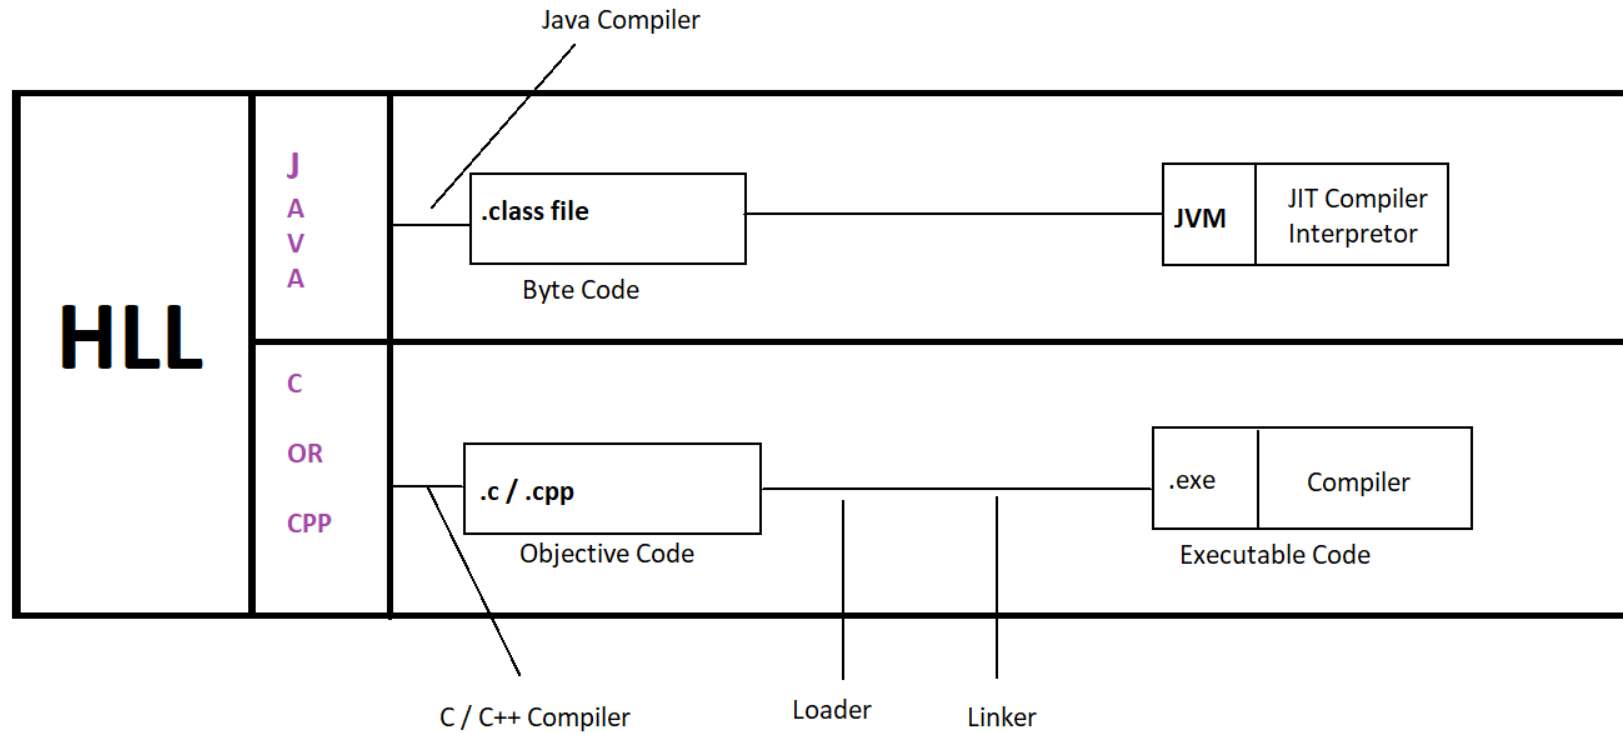 Java Compiler
HLL
J
A
V
A
.class file
Byte Code
JVM
JIT Compiler
Interpretor
C
OR
CPP
.c / .cpp
Objective Code
.exe
Compiler
Executable Code
C / C++ Compiler
Loader
Linker